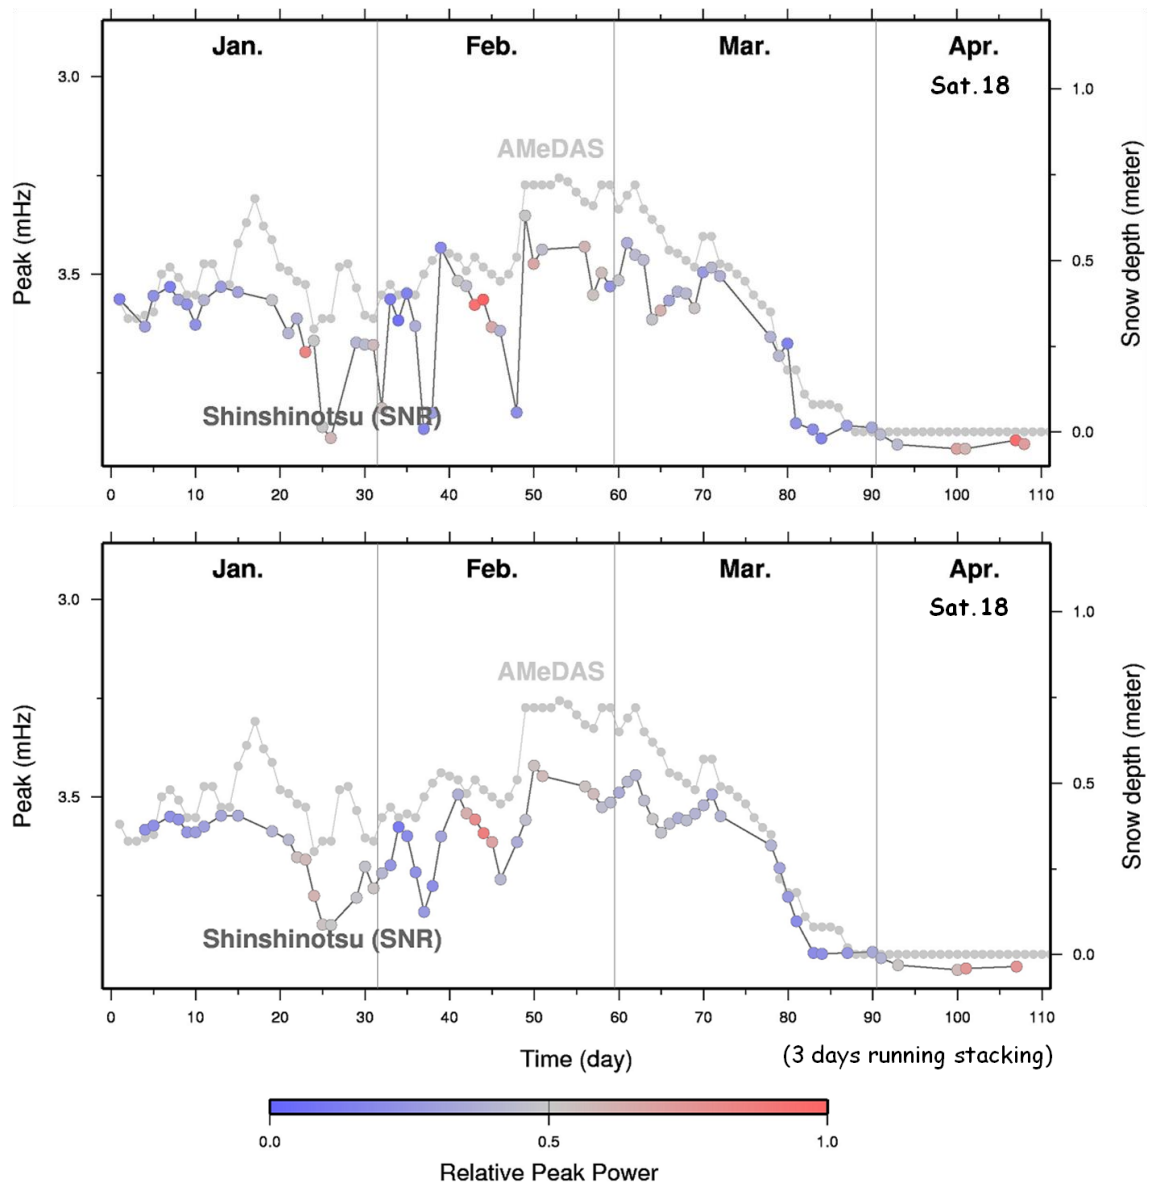 Jan. Feb. Mar. Apr.
Sat.18
3.0
1.0
AMeDAS
Peak (mHz)
Snow depth (meter)
3.5
0.5
Shinshinotsu (SNR)
0.0
0 10 20 30 40 50 60 70 80 90 100 110
Jan. Feb. Mar. Apr.
Sat.18
3.0
1.0
AMeDAS
Peak (mHz)
Snow depth (meter)
3.5
0.5
Shinshinotsu (SNR)
0.0
0 10 20 30 40 50 60 70 80 90 100 110
Time (day)
(3 days running stacking)
0.0 0.5 1.0
Relative Peak Power